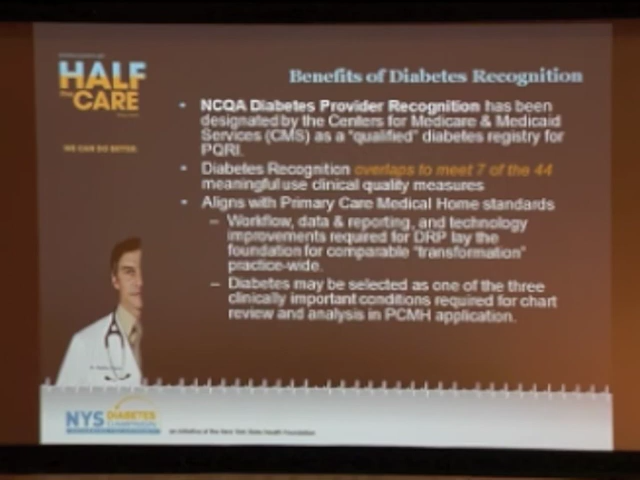 HALF
the CARE
WE CAN DO BETTER.
Benefits of Diabetes Recognition
• NCQA Diabetes Provider Recognition has been
designated by the Centers for Medicare & Medicaid
Services (CMS) as a “qualified” diabetes registry for
PQRI.
• Diabetes Recognition overlaps to meet 7 of the 44
meaningful use clinical quality measures
• Aligns with Primary Care Medical Home standards
– Workflow, data & reporting, and technology
improvements required for DRP lay the
foundation for comparable “transformation”
practice-wide.
– Diabetes may be selected as one of the three
clinically important conditions required for chart
review and analysis in PCMH application.
NYS DIABETES
CAMPAIGN
an initiative of the New York State Health Foundation